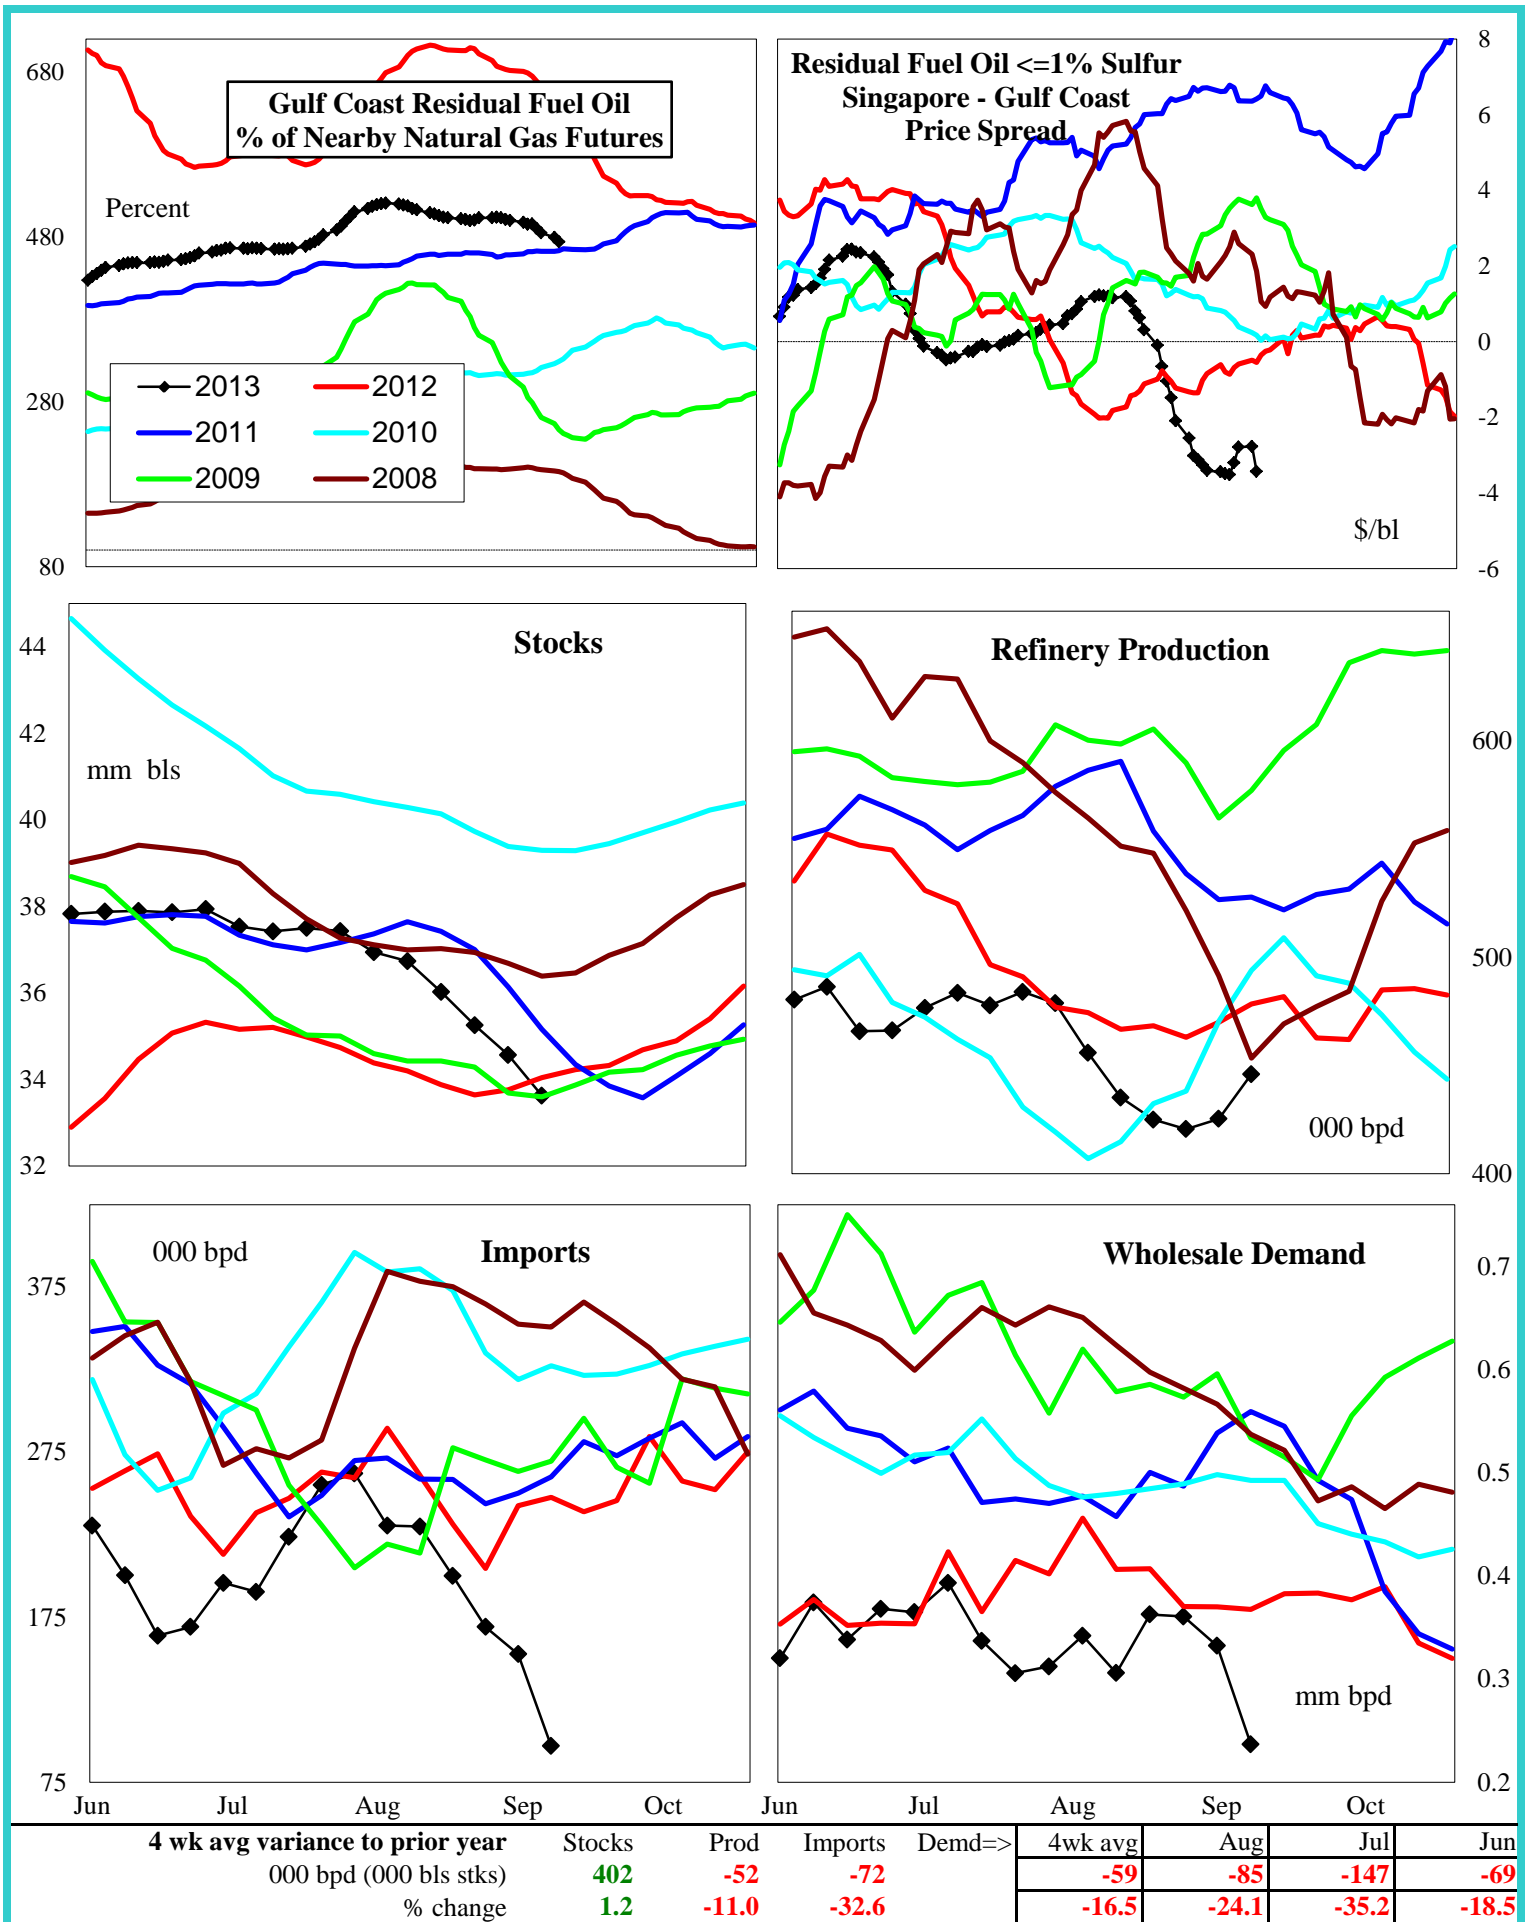 680
480
280
80
Gulf Coast Residual Fuel Oil
% of Nearby Natural Gas Futures
Percent
2013
2012
2011
2010
2009
2008
Residual Fuel Oil <=1% Sulfur
Singapore - Gulf Coast
Price Spread
8
6
4
2
0
-2
-4
-6
$/bl
44
42
40
38
36
34
32
Stocks
mm bls
Refinery Production
600
500
400
000 bpd
375
275
175
75
000 bpd
Imports
Jun Jul Aug Sep Oct
Wholesale Demand
0.7
0.6
0.5
0.4
0.3
0.2
mm bpd
Jun Jul Aug Sep Oct
4 wk avg variance to prior year Stocks Prod Imports Demd=> 4wk avg Aug Jul Jun
000 bpd (000 bls stks) 402 -52 -72 -59 -85 -147 -69
% change 1.2 -11.0 -32.6 -16.5 -24.1 -35.2 -18.5